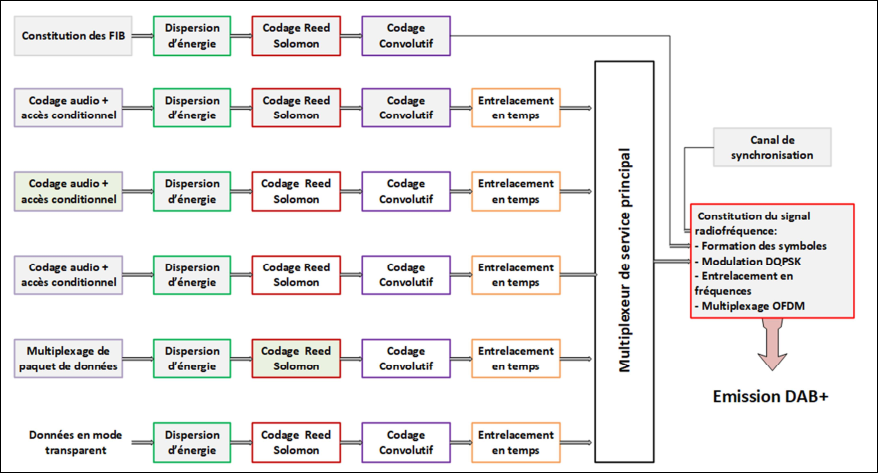 Constitution des FIB
Dispersion
d'énergie
Codage Reed
Solomon
Codage
Convolutif
Codage audio +
accès conditionnel
Dispersion
d'énergie
Codage Reed
Solomon
Codage
Convolutif
Entrelacement
en temps
Codage audio +
accès conditionnel
Dispersion
d'énergie
Codage Reed
Solomon
Codage
Convolutif
Entrelacement
en temps
Codage audio +
accès conditionnel
Dispersion
d'énergie
Codage Reed
Solomon
Codage
Convolutif
Entrelacement
en temps
Multiplexage de
paquet de données
Dispersion
d'énergie
Codage Reed
Solomon
Codage
Convolutif
Entrelacement
en temps
Données en mode
transparent
Dispersion
d'énergie
Codage Reed
Solomon
Codage
Convolutif
Entrelacement
en temps
Multiplexeur de service principal
Canal de
synchronisation
Constitution du signal
radiofréquence:
- Formation des symboles
- Modulation DQPSK
- Entrelacement en
fréquences
- Multiplexage OFDM
Emission DAB+